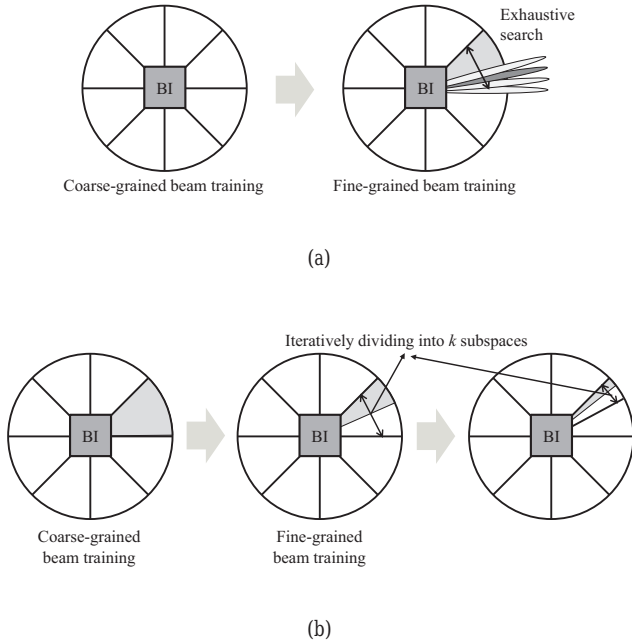 Exhaustive
search
BI
BI
Coarse-grained beam training
Fine-grained beam training
(a)
Iteratively dividing into k subspaces
BI
BI
BI
Coarse-grained
beam training
Fine-grained
beam training
(b)